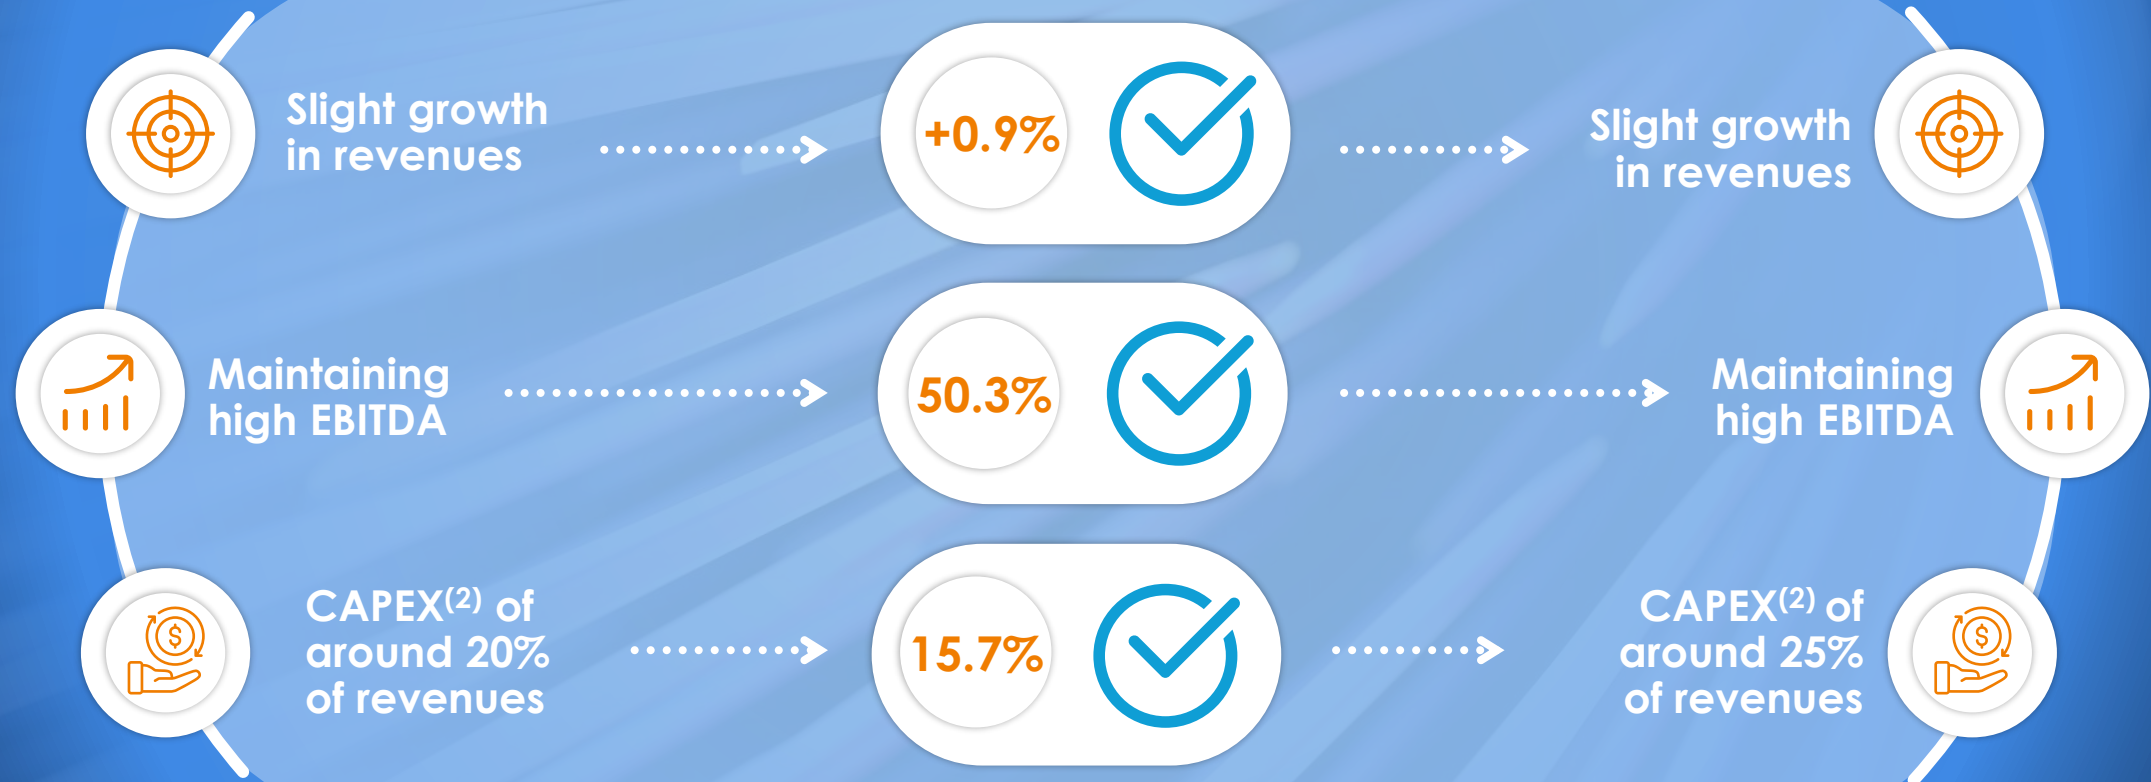 Slight growth
in revenues
+0.9%
Slight growth
in revenues
Maintaining
high EBITDA
50.3%
Maintaining
high EBITDA
CAPEX(2) of
around 20%
of revenues
15.7%
CAPEX(2) of
around 25%
of revenues